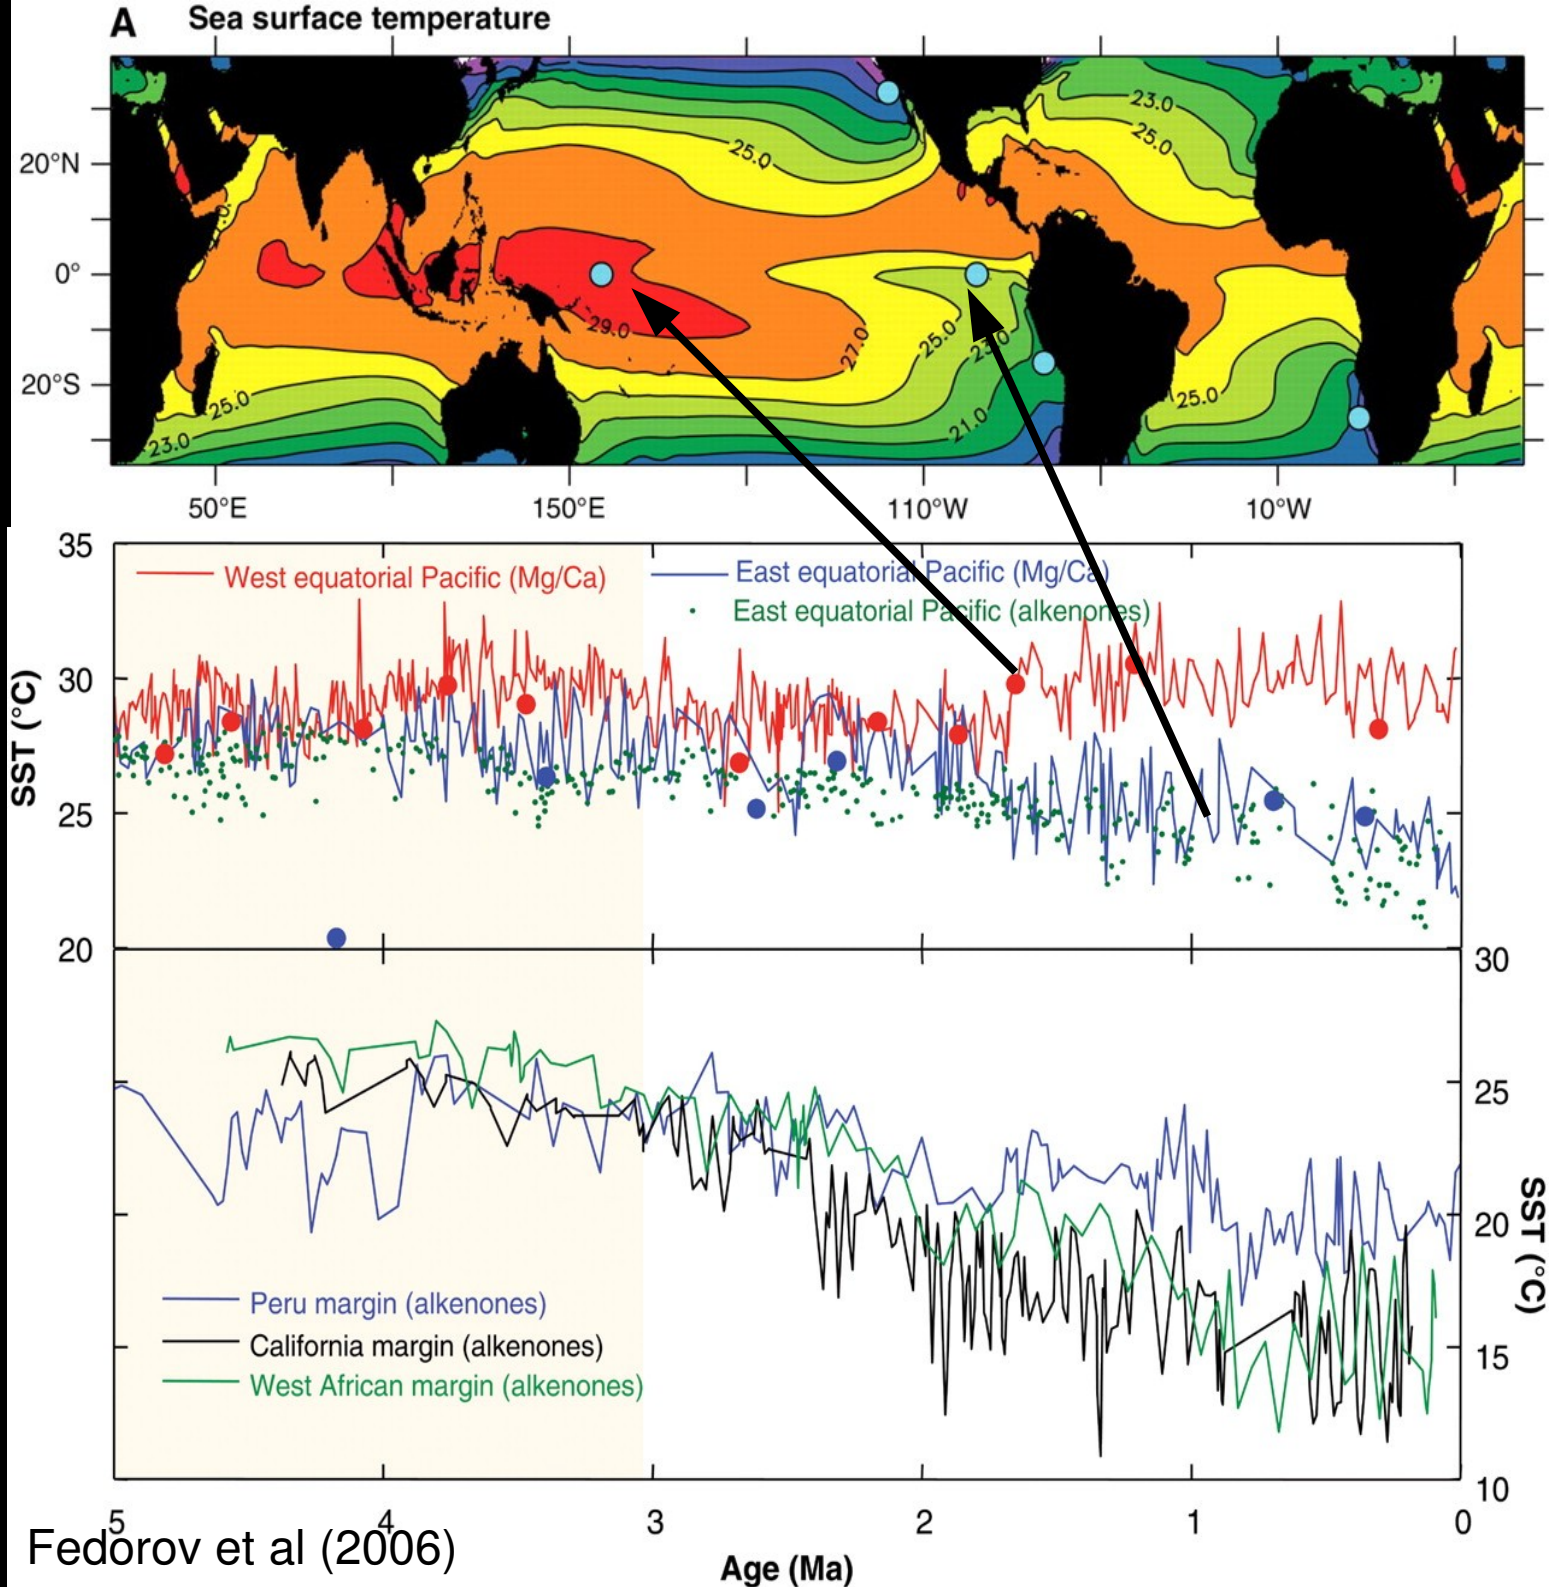 A Sea surface temperature
23.0
25.0
25.0
20°N
0°
29.0
27.0
25.0
23.0
20°S
25.0
25.0
23.0
21.0
50°E 150°E 110°W 10°W
35
West equatorial Pacific (Mg/Ca) East equatorial Pacific (Mg/Ca)
East equatorial Pacific (alkenones)
30
SST (°C)
25
20 30
25
20
SST (°C)
Peru margin (alkenones)
California margin (alkenones) 15
West African margin (alkenones)
10
5 4 3 2 1 0
Fedorov et al (2006)
Age (Ma)